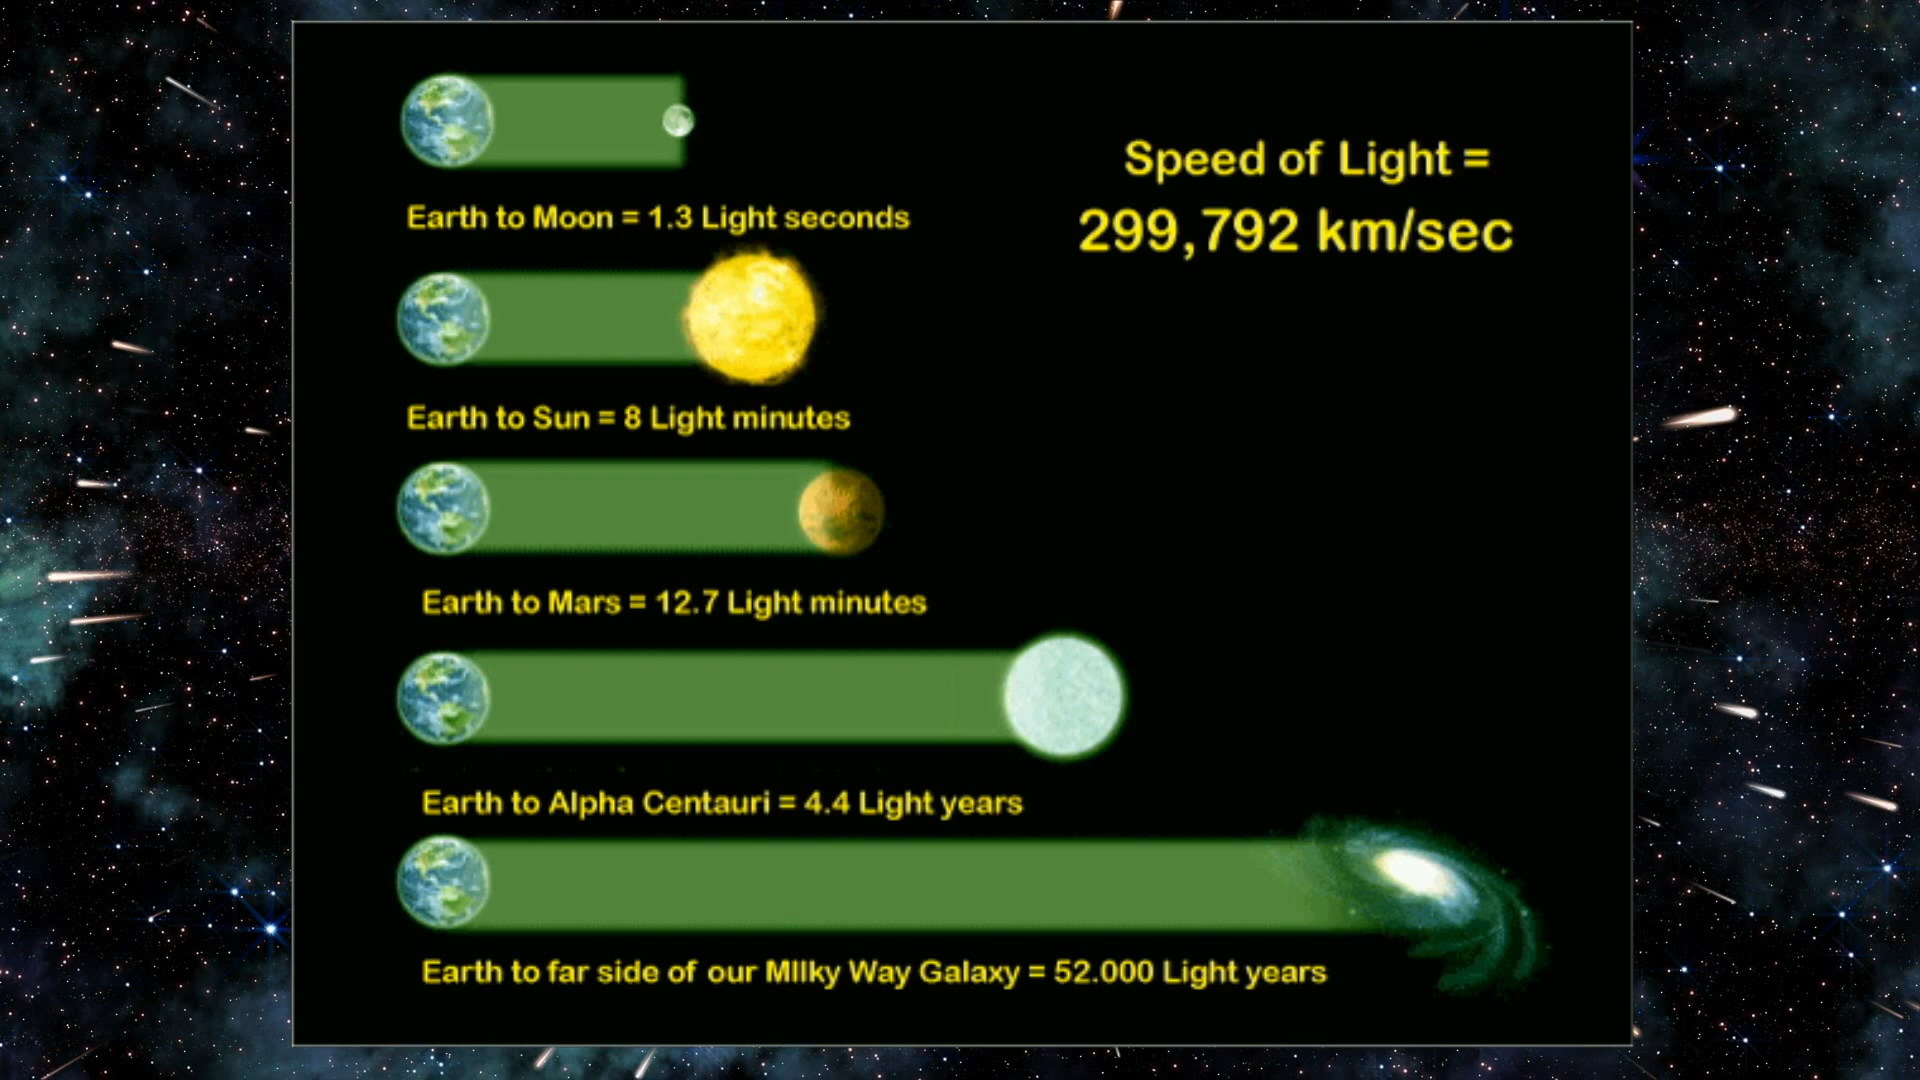 Speed of Light =
299,792 km/sec
Earth to Moon = 1.3 Light seconds
Earth to Sun = 8 Light minutes
Earth to Mars = 12.7 Light minutes
Earth to Alpha Centauri = 4.4 Light years
Earth to far side of our MIlky Way Galaxy = 52.000 Light years